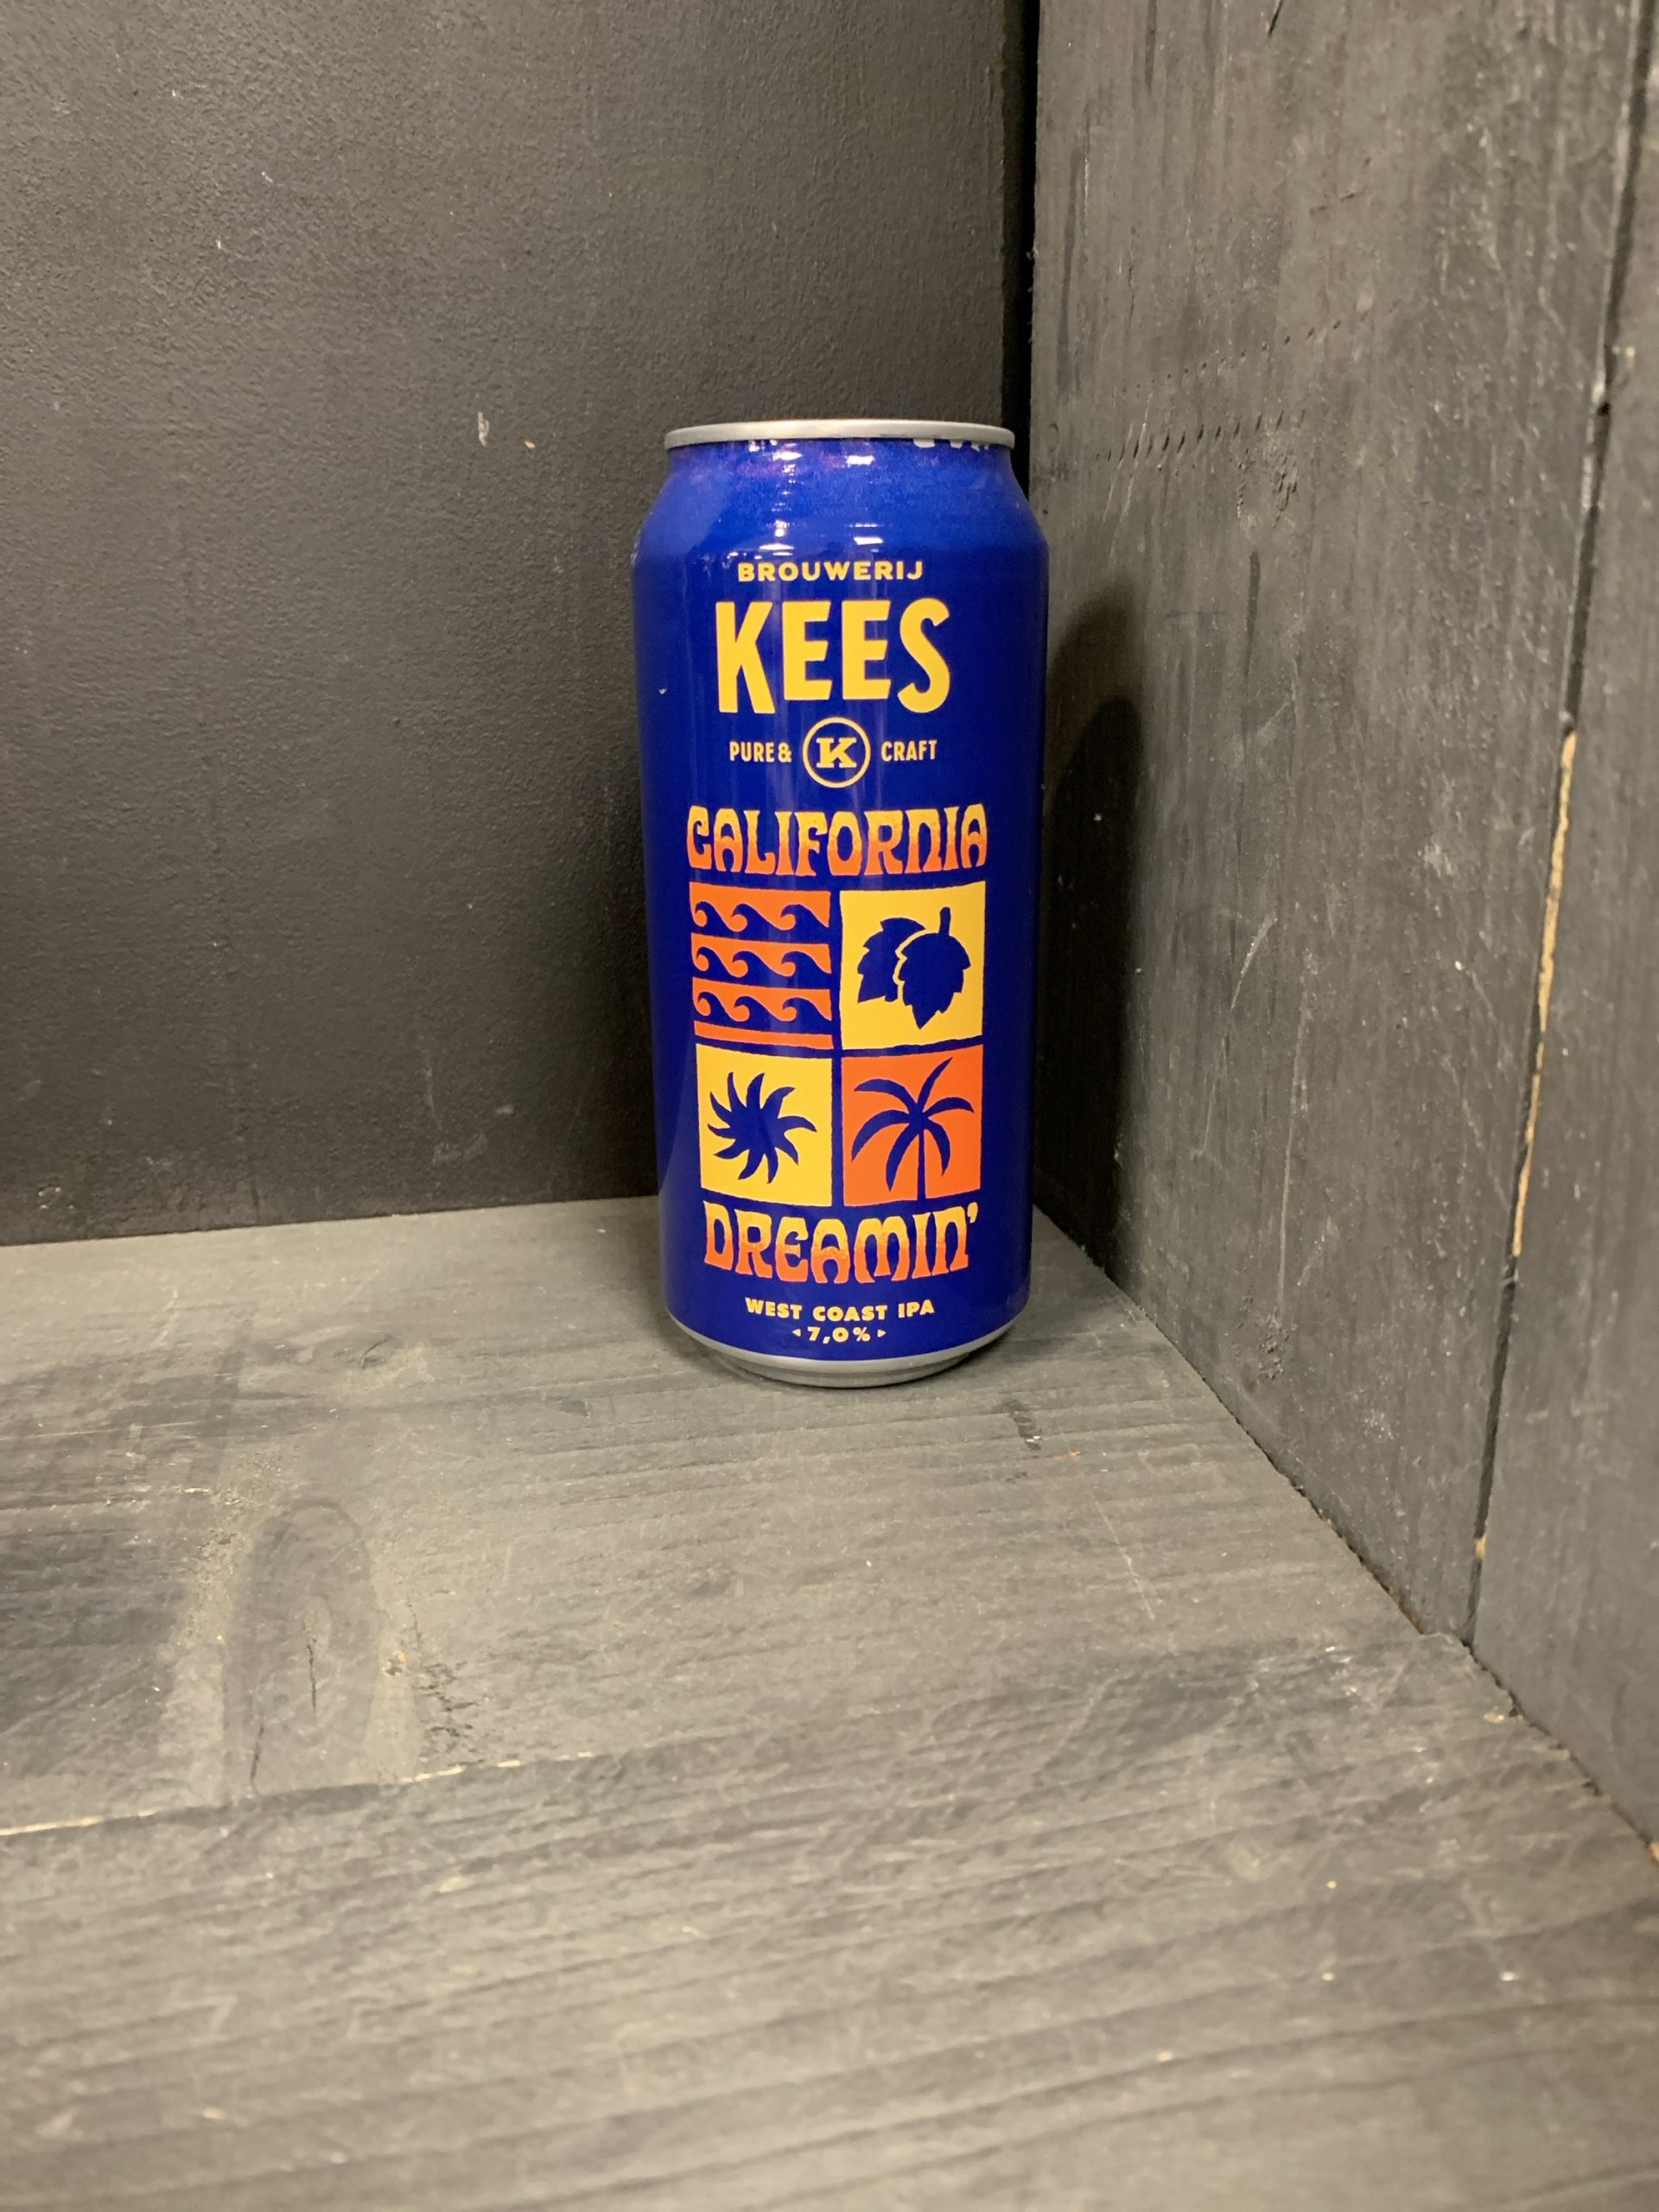 BROUWERIJ
KEES
PURE & K CRAFT
CALIFORNIA
DREAMIN'
WEST COAST IPA
7,0%